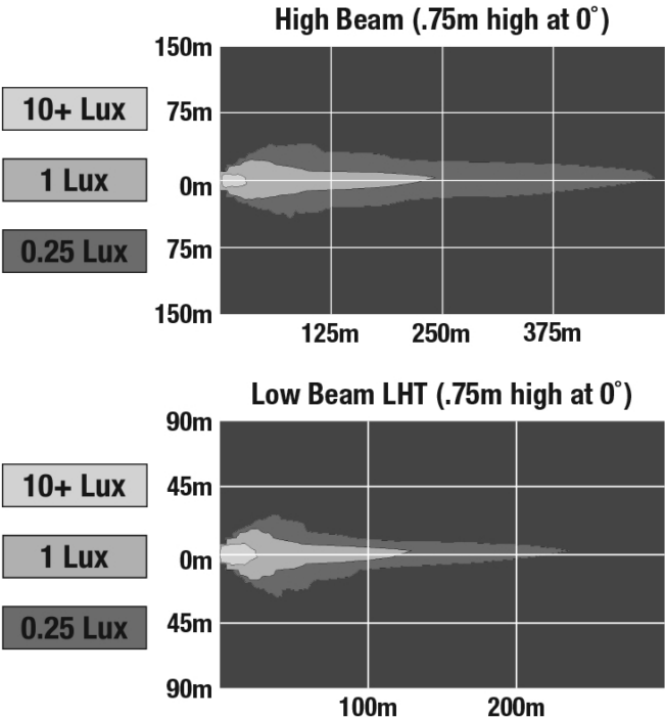 High Beam (.75m high at 0˚)
150m
10+ Lux
75m
1 Lux
0m
0.25 Lux
75m
150m
125m
250m
375m
Low Beam LHT (.75m high at 0˚)
90m
10+ Lux
45m
1 Lux
0m
0.25 Lux
45m
90m
100m
200m